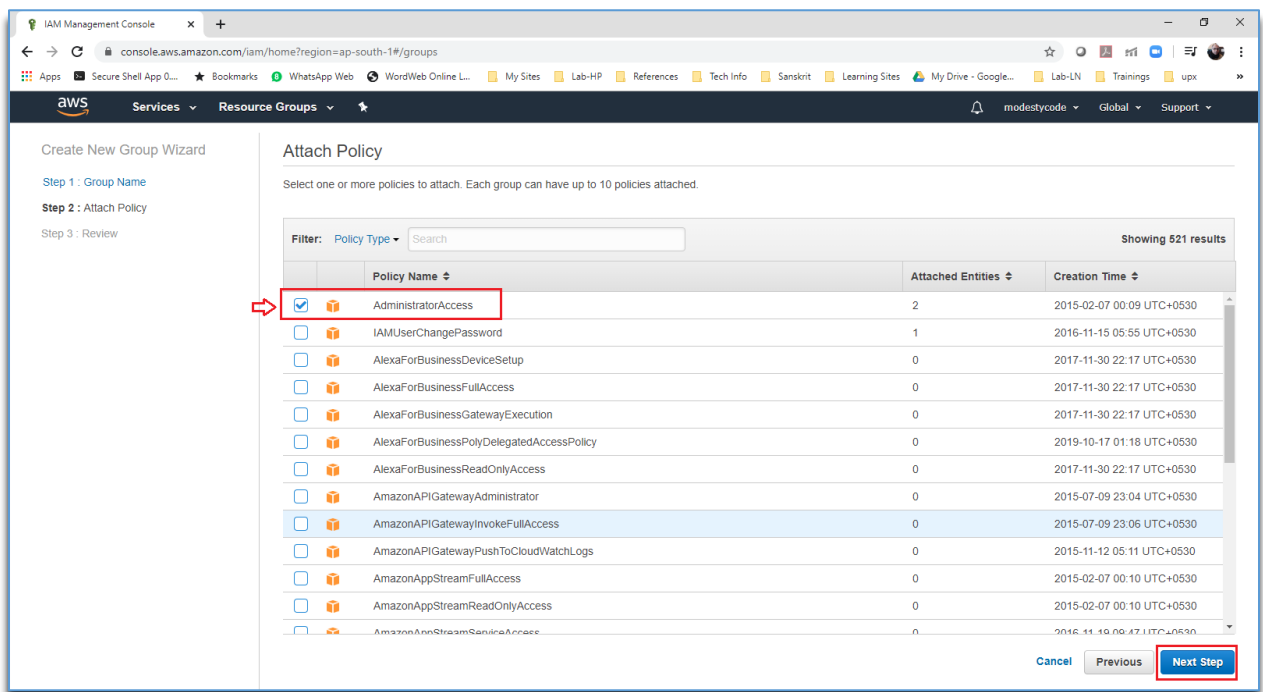 IAM Management Console
console.aws.amazon.com/iam/home?region=ap-south-1#/groups
Apps Secure Shell App 0.... Bookmarks WhatsApp Web WordWeb Online L... My Sites Lab-HP References Tech Info Sanskrit Learning Sites My Drive - Google... Lab-LN Trainings upx »
aws Services Resource Groups modestycode Global Support
Create New Group Wizard
Step 1 : Group Name
Step 2 : Attach Policy
Step 3 : Review
Attach Policy
Select one or more policies to attach. Each group can have up to 10 policies attached.
Filter: Policy Type Search Showing 521 results
Policy Name Attached Entities Creation Time
AdministratorAccess 2 2015-02-07 00:09 UTC+0530
IAMUserChangePassword 1 2016-11-15 05:55 UTC+0530
AlexaForBusinessDeviceSetup 0 2017-11-30 22:17 UTC+0530
AlexaForBusinessFullAccess 0 2017-11-30 22:17 UTC+0530
AlexaForBusinessGatewayExecution 0 2017-11-30 22:17 UTC+0530
AlexaForBusinessPolyDelegatedAccessPolicy 0 2019-10-17 01:18 UTC+0530
AlexaForBusinessReadOnlyAccess 0 2017-11-30 22:17 UTC+0530
AmazonAPIGatewayAdministrator 0 2015-07-09 23:04 UTC+0530
AmazonAPIGatewayInvokeFullAccess 0 2015-07-09 23:06 UTC+0530
AmazonAPIGatewayPushToCloudWatchLogs 0 2015-11-12 05:11 UTC+0530
AmazonAppStreamFullAccess 0 2015-02-07 00:10 UTC+0530
AmazonAppStreamReadOnlyAccess 0 2015-02-07 00:10 UTC+0530
AmazonAppStreamServiceAccess 0 2016-11-19 09:47 UTC+0530
Cancel Previous Next Step